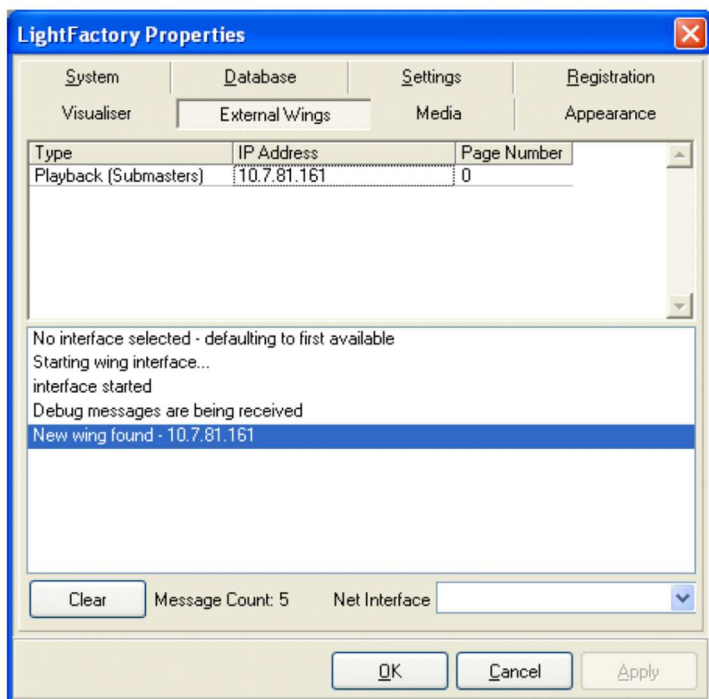 LightFactory Properties
System Database Settings Registration
Visualiser External Wings Media Appearance
Type IP Address Page Number
Playback (Submasters) 10.7.81.161 0
No interface selected - defaulting to first available
Starting wing interface...
interface started
Debug messages are being received
New wing found - 10.7.81.161
Clear Message Count: 5 Net Interface
OK Cancel Apply